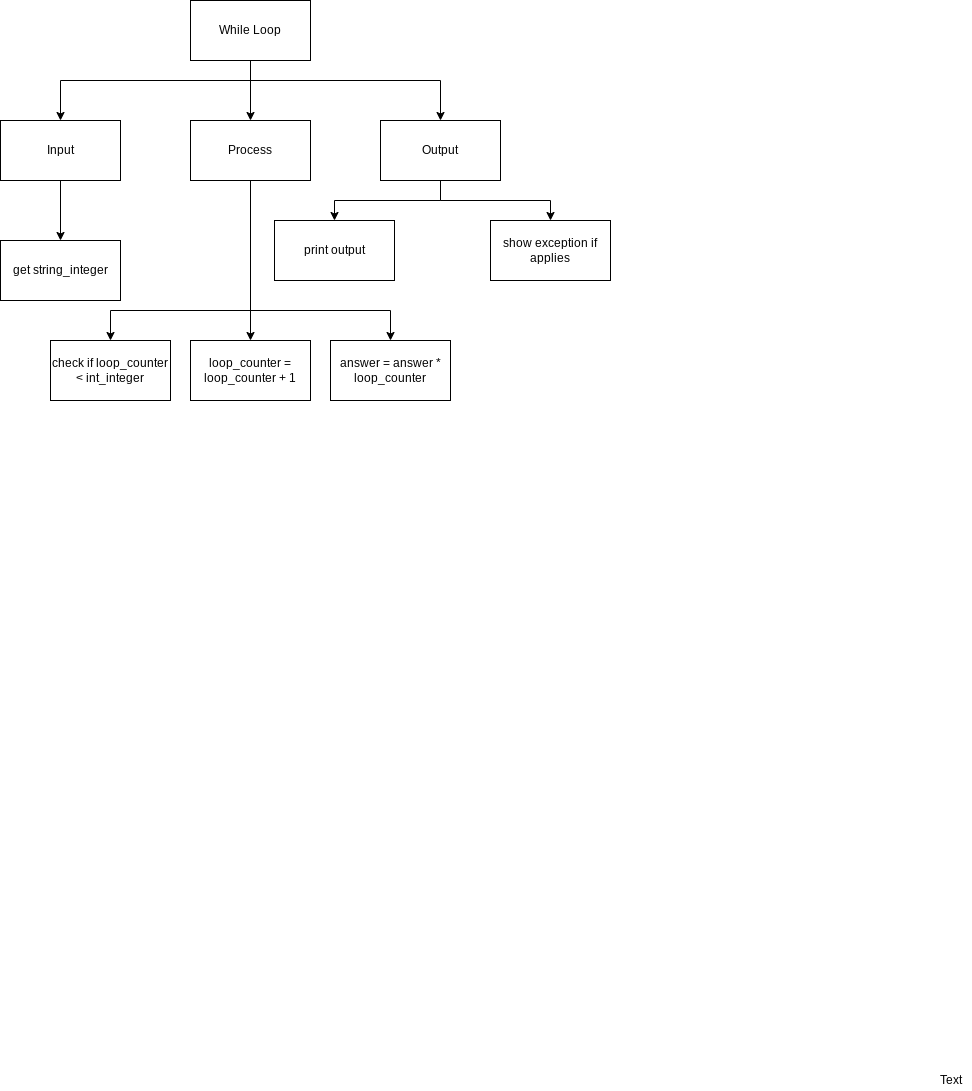 While Loop
Input
Process
Output
print output
show exception if
applies
get string_integer
check if loop_counter
< int_integer
loop_counter =
loop_counter + 1
answer = answer *
loop_counter
Text